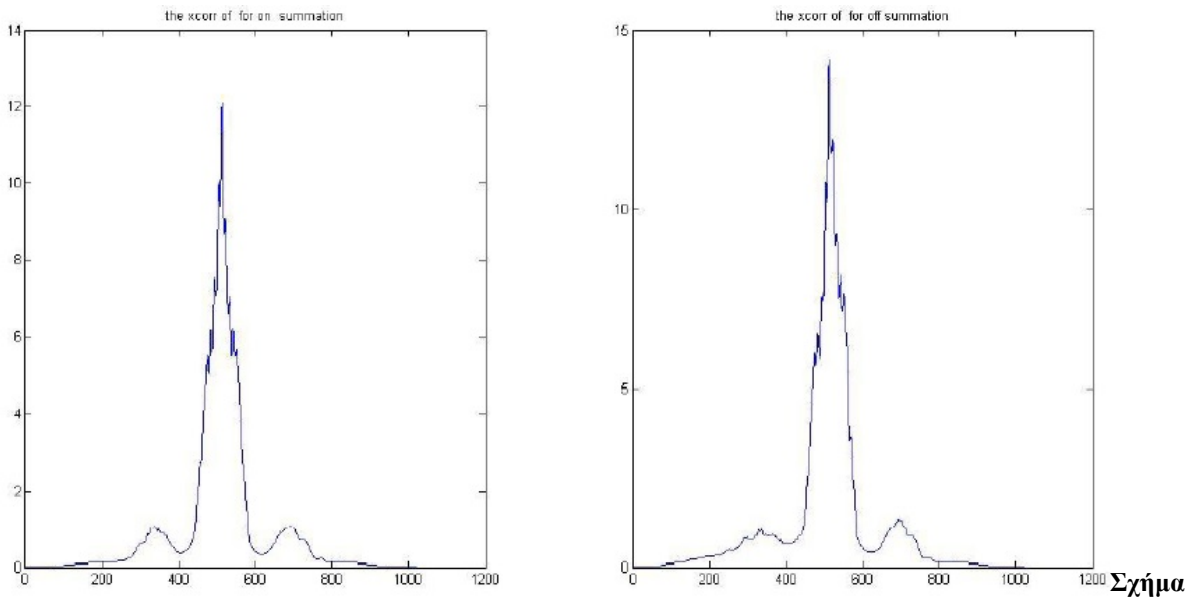 the xcorr of for on summation
14
12
10
8
6
4
2
0
0 200 400 600 800 1000 1200
the xcorr of for off summation
15
10
5
0
0 200 400 600 800 1000 1200
Σχήμα